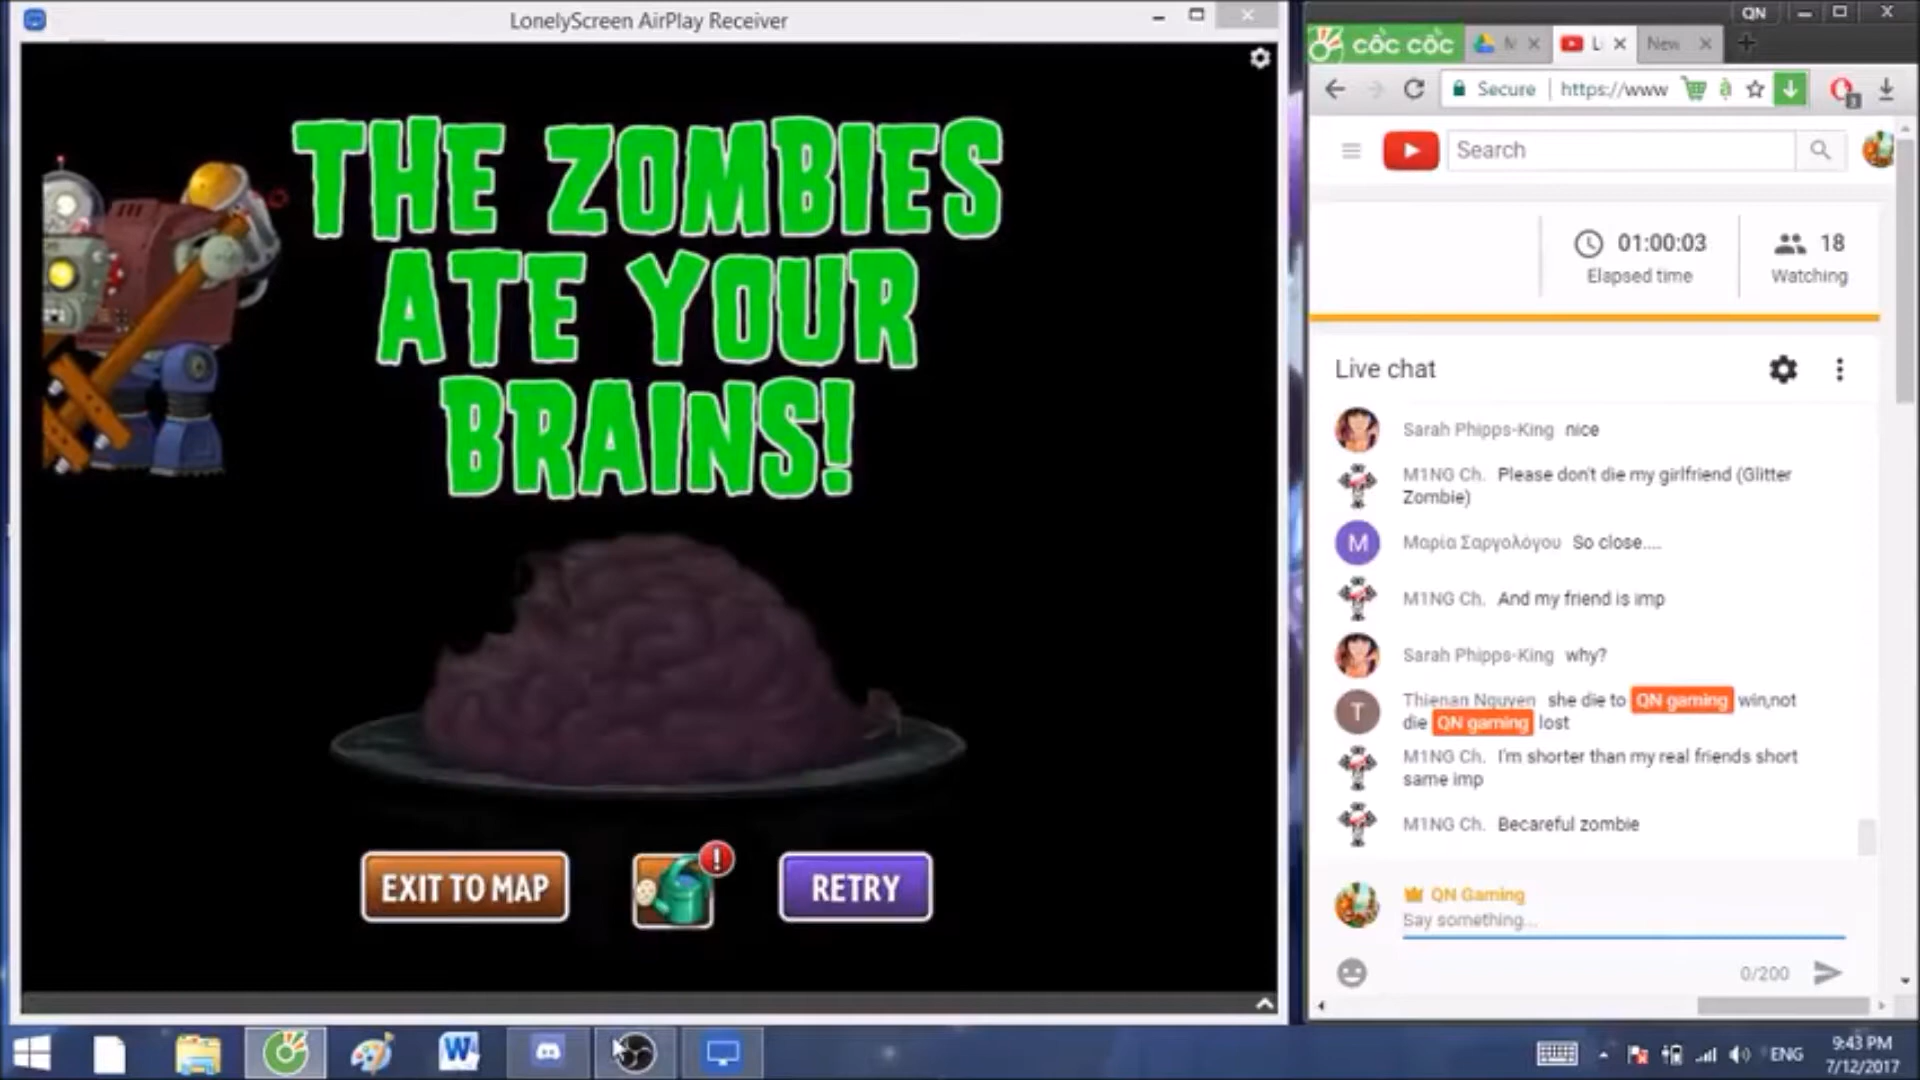 LonelyScreen AirPlay Receiver
THE ZOMBIES
ATE YOUR
BRAINS!
EXIT TO MAP
!
RETRY
QN
cốc cốc
New
Secure
https://www
3
Search
01:00:03
Elapsed time
18
Watching
Live chat
Sarah Phipps-King nice
M1NG Ch. Please don't die my girlfriend (Glitter
Zombie)
M
Μαρία Σαργολόγου So close....
M1NG Ch. And my friend is imp
Sarah Phipps-King why?
T
Thienan Nguyen she die to QN gaming win,not
die QN gaming lost
M1NG Ch. I'm shorter than my real friends short
same imp
M1NG Ch. Becareful zombie
QN Gaming
Say something...
0/200
W
ENG
9:43 PM
7/12/2017